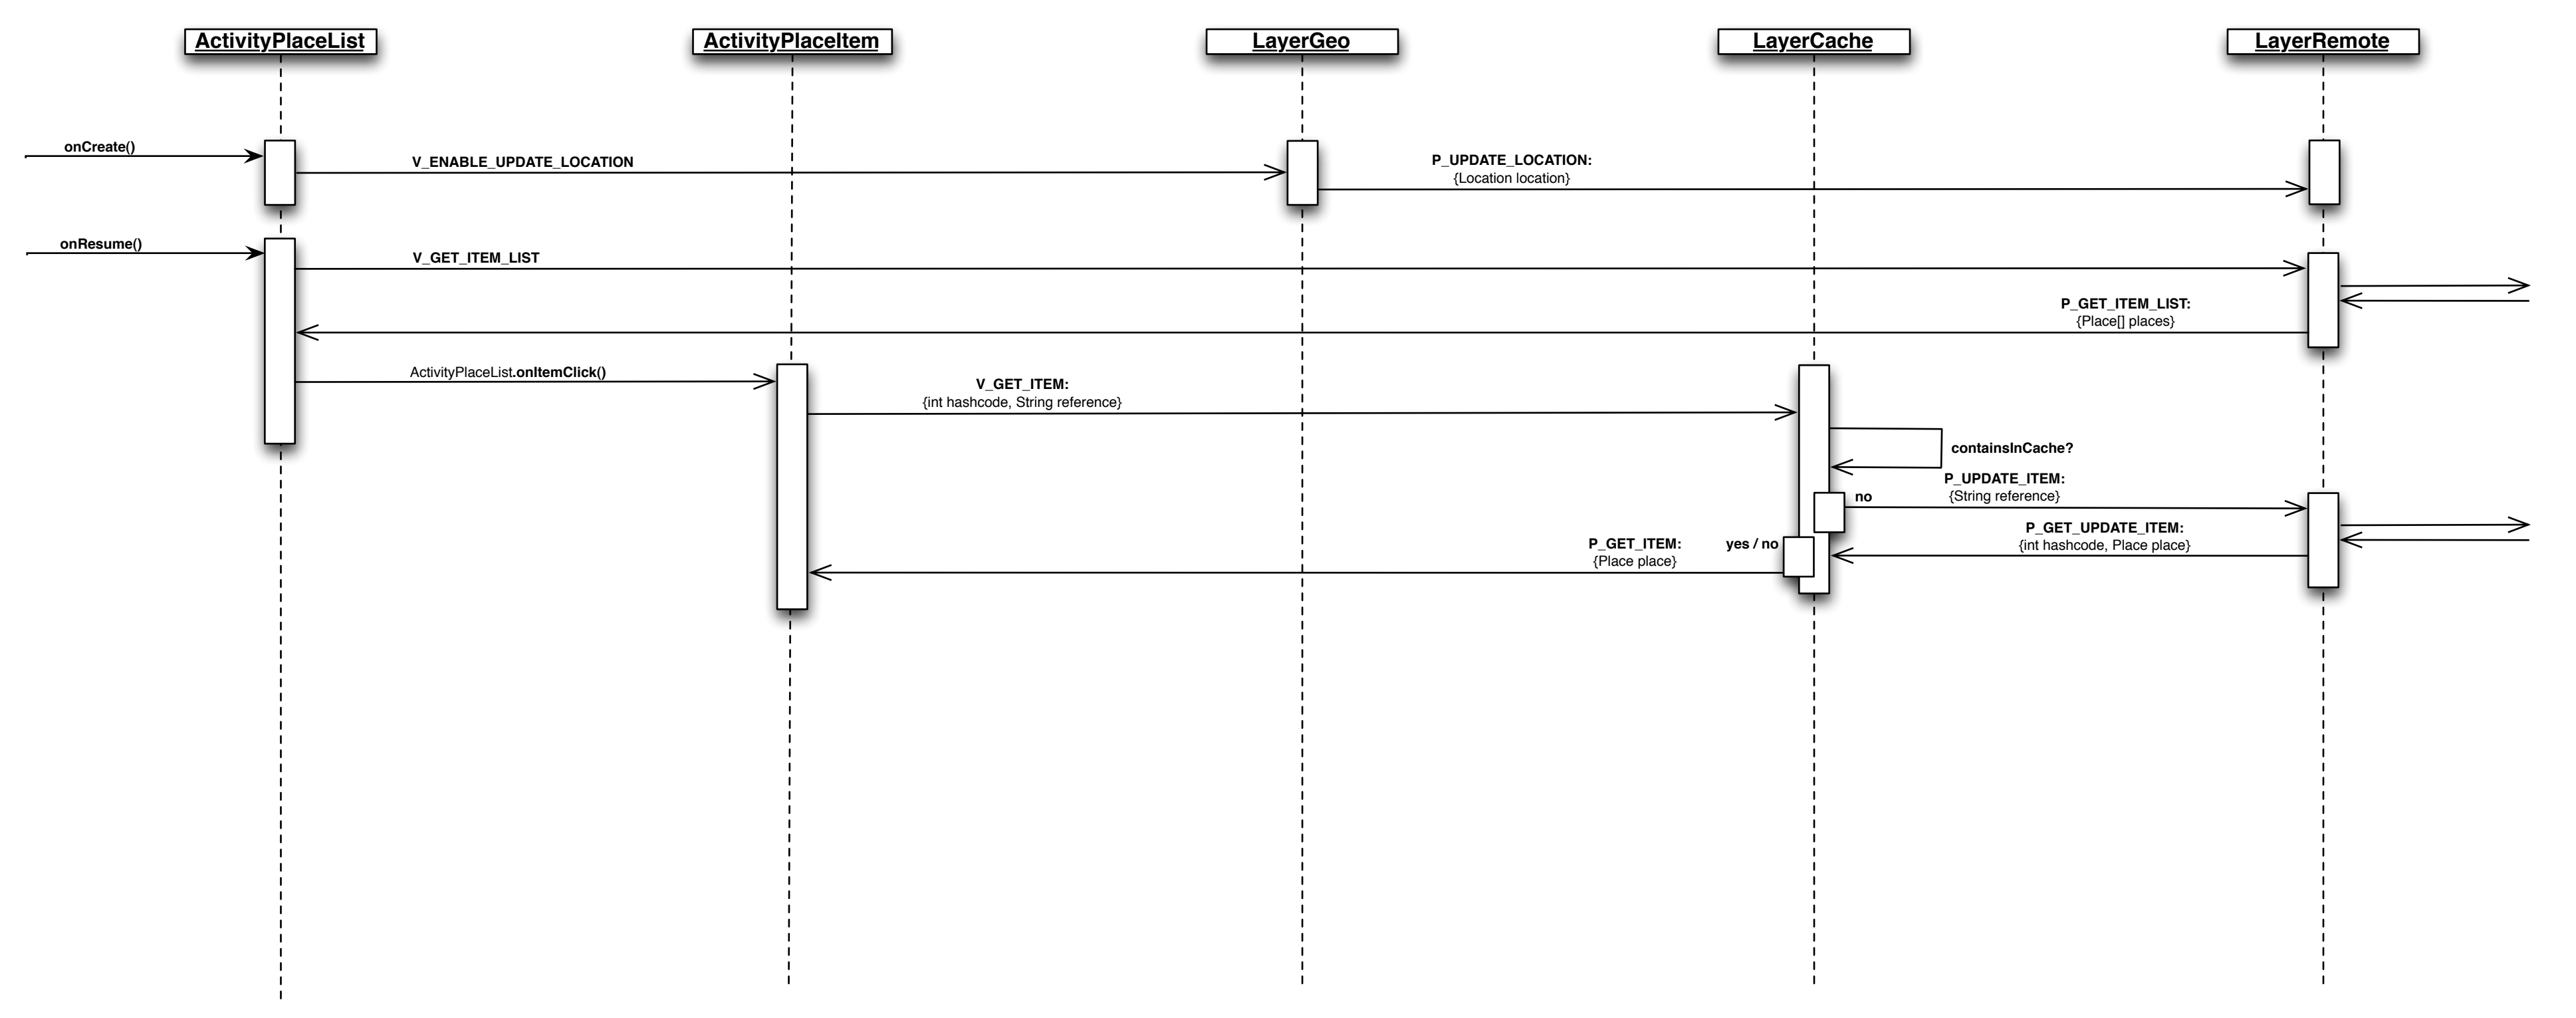 ActivityPlaceList
ActivityPlaceItem
LayerGeo
LayerCache
LayerRemote
onCreate()
V_ENABLE_UPDATE_LOCATION
P_UPDATE_LOCATION:
{Location location}
onResume()
V_GET_ITEM_LIST
P_GET_ITEM_LIST:
{Place[] places}
ActivityPlaceList.onItemClick()
V_GET_ITEM:
{int hashcode, String reference}
containsInCache?
P_UPDATE_ITEM:
{String reference}
no
P_GET_UPDATE_ITEM:
{int hashcode, Place place}
yes / no
P_GET_ITEM:
{Place place}